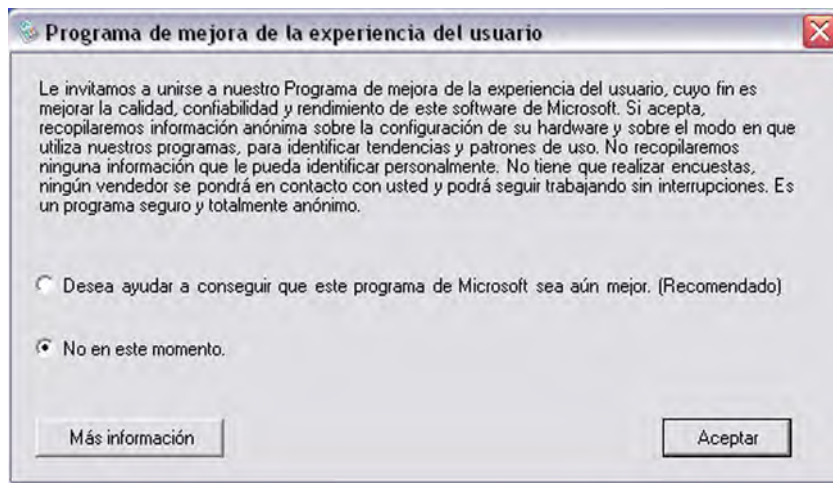 Programa de mejora de la experiencia del usuario
Le invitamos a unirse a nuestro Programa de mejora de la experiencia del usuario, cuyo fin es
mejorar la calidad, confiabilidad y rendimiento de este software de Microsoft. Si acepta,
recopilaremos información anónima sobre la configuración de su hardware y sobre el modo en que
utiliza nuestros programas, para identificar tendencias y patrones de uso. No recopilaremos
ninguna información que le pueda identificar personalmente. No tiene que realizar encuestas,
ningún vendedor se pondrá en contacto con usted y podrá seguir trabajando sin interrupciones. Es
un programa seguro y totalmente anónimo.
Desea ayudar a conseguir que este programa de Microsoft sea aún mejor. (Recomendado)
No en este momento.
Más información
Aceptar